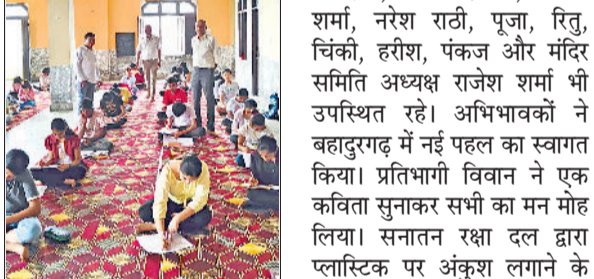 शर्मा, नरेश राठी, पूजा, रितु,
चिंकी, हरीश, पंकज और मंदिर
समिति अध्यक्ष राजेश शर्मा भी
उपस्थित रहे। अभिभावकों ने
बहादुरगढ़ में नई पहल का स्वागत
किया। प्रतिभागी विवान ने एक
कविता सुनाकर सभी का मन मोह
लिया। सनातन रक्षा दल द्वारा
प्लास्टिक पर अंकुश लगाने के